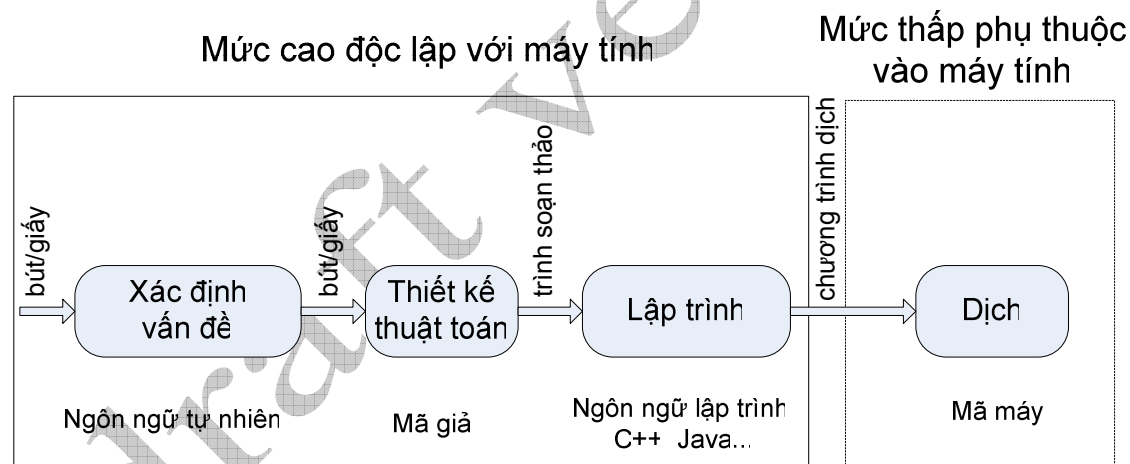 Mức cao độc lập với máy tính
Mức thấp phụ thuộc
vào máy tính
bút/giấy
Xác định
vấn đề
bút/giấy
Thiết kế
thuật toán
trình soạn thảo
Lập trình
chương trình dịch
Dịch
Ngôn ngữ tự nhiên
Mã giả
Ngôn ngữ lập trình
C++ Java...
Mã máy
draft ve